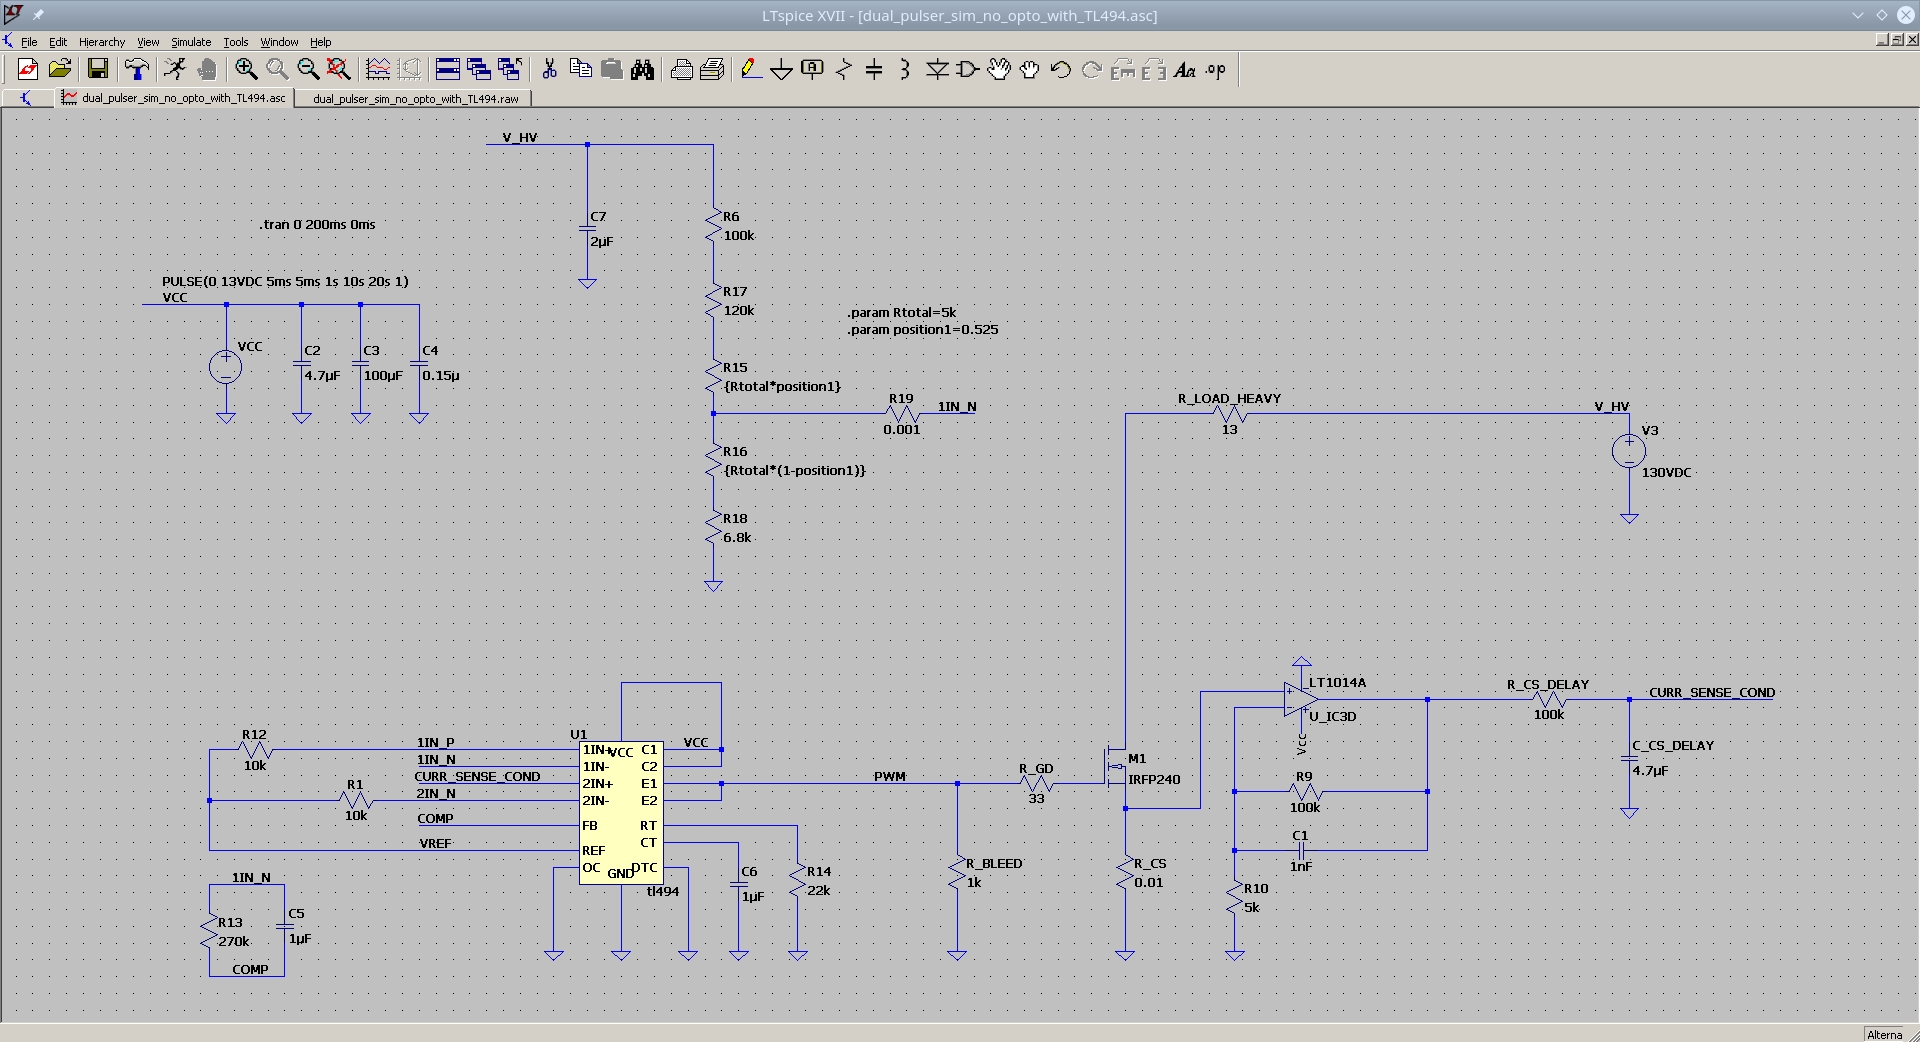 LTspice XVII - [dual_pulser_sim_no_opto_with_TL494.asc]
File Edit Hierarchy View Simulate Tools Window Help
dual_pulser_sim_no_opto_with_TL494.asc dual_pulser_sim_no_opto_with_TL494.raw
V_HV
.tran 0 200ms 0ms
C7
2µF
R6
100k
PULSE(0 13VDC 5ms 5ms 1s 10s 20s 1)
VCC
VCC
C2
4.7µF
C3
100µF
C4
0.15µ
R17
120k
.param Rtotal=5k
.param position1=0.525
R15
{Rtotal*position1}
R19
0.001
1IN_N
R16
{Rtotal*(1-position1)}
R18
6.8k
R_LOAD_HEAVY
13
V_HV
V3
130VDC
R12
10k
R1
10k
1IN_P
1IN_N
CURR_SENSE_COND
2IN_N
COMP
VREF
U1
1IN+ VCC C1
1IN- C2
2IN+ E1
2IN- E2
FB RT
CT
REF
OC GND DTC
tl494
VCC
PWM
1IN_N
R13
270k
C5
1µF
COMP
C6
1µF
R14
22k
R_BLEED
1k
R_GD
33
M1
IRFP240
R_CS
0.01
LT1014A
U_IC3D
VCC
R9
100k
C1
1nF
R10
5k
R_CS_DELAY
100k
CURR_SENSE_COND
C_CS_DELAY
4.7µF
Alterna